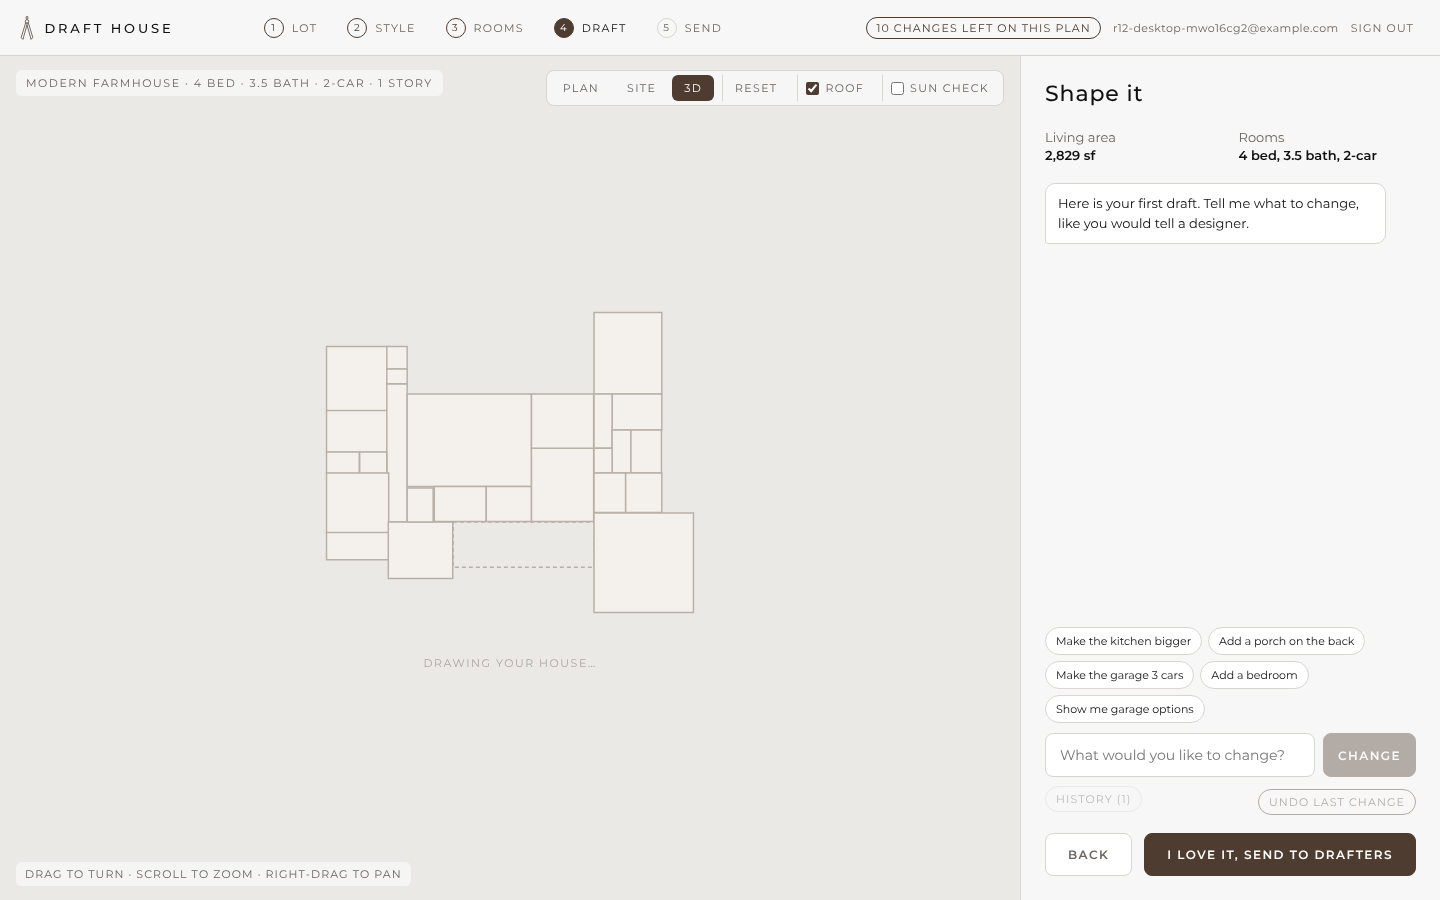 DRAFT HOUSE
1 LOT
2 STYLE
3 ROOMS
4 DRAFT
5 SEND
10 CHANGES LEFT ON THIS PLAN
r12-desktop-mwo16cg2@example.com
SIGN OUT
MODERN FARMHOUSE · 4 BED · 3.5 BATH · 2-CAR · 1 STORY
PLAN
SITE
3D
RESET
ROOF
SUN CHECK
DRAWING YOUR HOUSE…
DRAG TO TURN · SCROLL TO ZOOM · RIGHT-DRAG TO PAN
Shape it
Living area
2,829 sf
Rooms
4 bed, 3.5 bath, 2-car
Here is your first draft. Tell me what to change,
like you would tell a designer.
Make the kitchen bigger
Add a porch on the back
Make the garage 3 cars
Add a bedroom
Show me garage options
What would you like to change?
CHANGE
HISTORY (1)
UNDO LAST CHANGE
BACK
I LOVE IT, SEND TO DRAFTERS